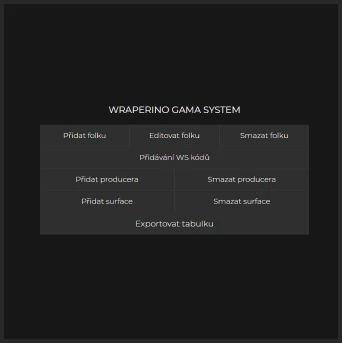 WRAPERINO GAMA SYSTEM
Přidat folku Editovat folku Smazat folku
Přidávání WS kódů
Přidat producera Smazat producera
Přidat surface Smazat surface
Exportovat tabulku